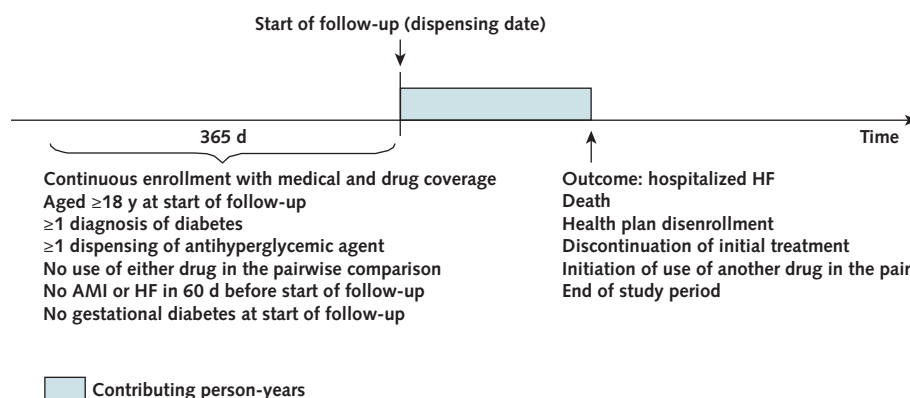 Start of follow-up (dispensing date)
365 d
Time
Continuous enrollment with medical and drug coverage
Aged ≥18 y at start of follow-up
≥1 diagnosis of diabetes
≥1 dispensing of antihyperglycemic agent
No use of either drug in the pairwise comparison
No AMI or HF in 60 d before start of follow-up
No gestational diabetes at start of follow-up
Outcome: hospitalized HF
Death
Health plan disenrollment
Discontinuation of initial treatment
Initiation of use of another drug in the pair
End of study period
Contributing person-years